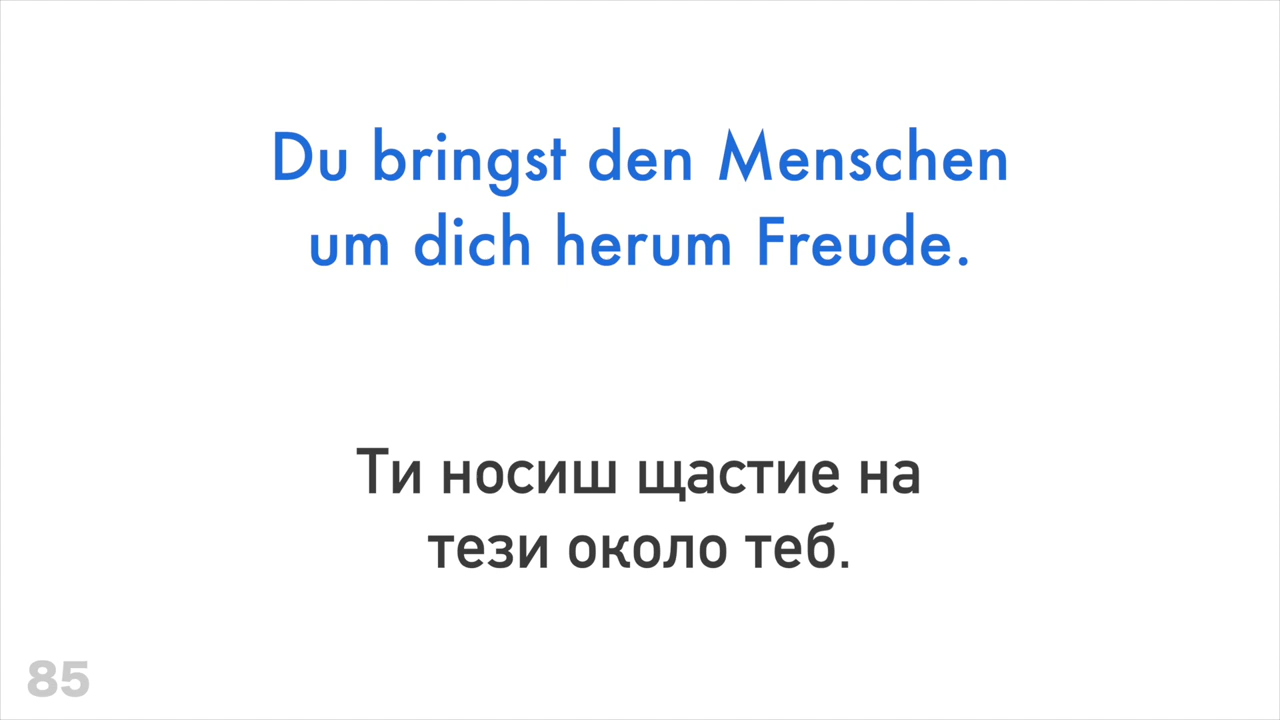 Du bringst den Menschen
um dich herum Freude.
Ти носиш щастие на
тези около теб.
85